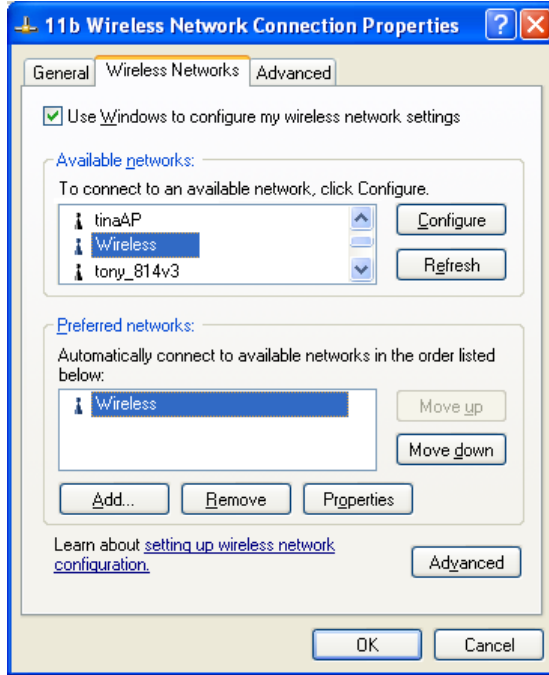 11b Wireless Network Connection Properties
General Wireless Networks Advanced
Use Windows to configure my wireless network settings
Available networks:
To connect to an available network, click Configure.
tinaAP
Configure
Wireless
tony_814v3
Refresh
Preferred networks:
Automatically connect to available networks in the order listed
below:
Wireless
Move up
Move down
Add... Remove Properties
Learn about setting up wireless network
configuration.
Advanced
OK Cancel